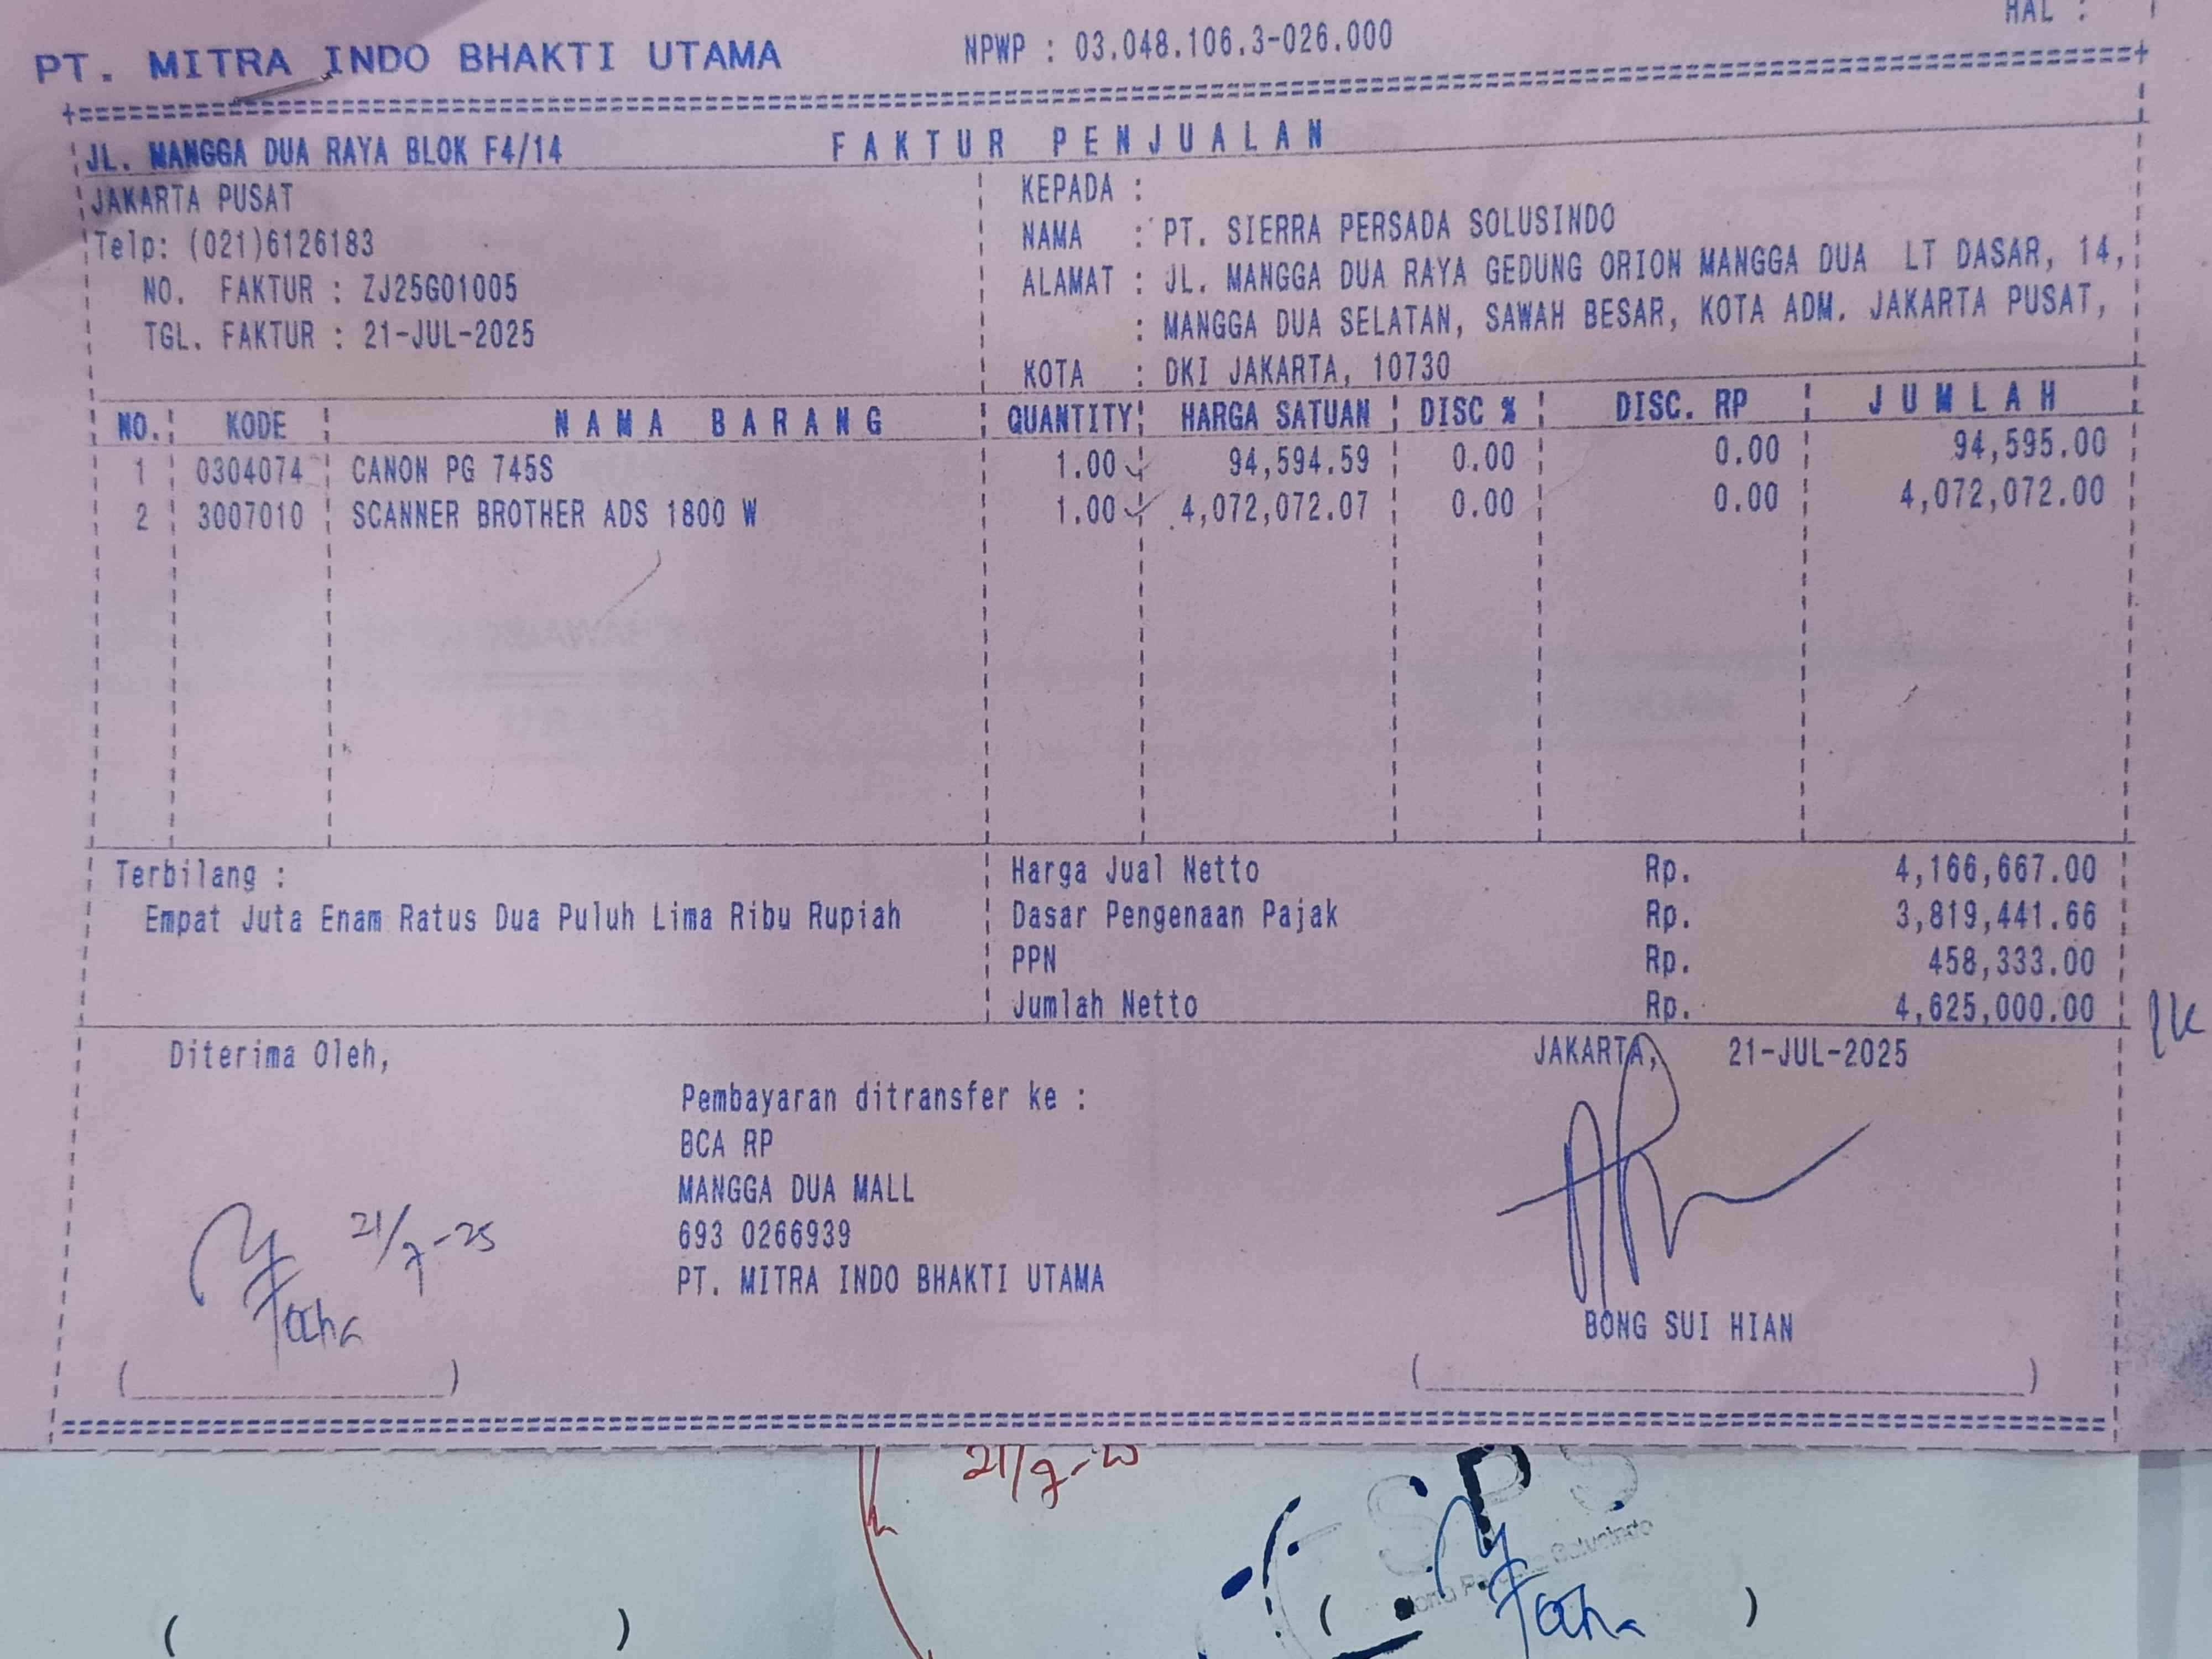 HAL :
PT. MITRA INDO BHAKTI UTAMA NPWP : 03.048.106.3-026.000
JL. MANGGA DUA RAYA BLOK F4/14 FAKTUR PENJUALAN
JAKARTA PUSAT KEPADA :
Telp: (021)6126183 NAMA : PT. SIERRA PERSADA SOLUSINDO
NO. FAKTUR : ZJ25G01005 ALAMAT : JL. MANGGA DUA RAYA GEDUNG ORION MANGGA DUA LT DASAR, 14,
TGL. FAKTUR : 21-JUL-2025 : MANGGA DUA SELATAN, SAWAH BESAR, KOTA ADM. JAKARTA PUSAT,
KOTA : DKI JAKARTA, 10730
NO. KODE NAMA BARANG QUANTITY HARGA SATUAN DISC % DISC. RP JUMLAH
1 0304074 CANON PG 745S 1.00 94,594.59 0.00 0.00 94,595.00
2 3007010 SCANNER BROTHER ADS 1800 W 1.00 4,072,072.07 0.00 0.00 4,072,072.00
Terbilang : Harga Jual Netto Rp. 4,166,667.00
Empat Juta Enam Ratus Dua Puluh Lima Ribu Rupiah Dasar Pengenaan Pajak Rp. 3,819,441.66
PPN Rp. 458,333.00
Jumlah Netto Rp. 4,625,000.00
Diterima Oleh, JAKARTA, 21-JUL-2025
Pembayaran ditransfer ke :
BCA RP
MANGGA DUA MALL
21/7-25 693 0266939
PT. MITRA INDO BHAKTI UTAMA
BONG SUI HIAN
( ) ( )
SPS
( ) ( )